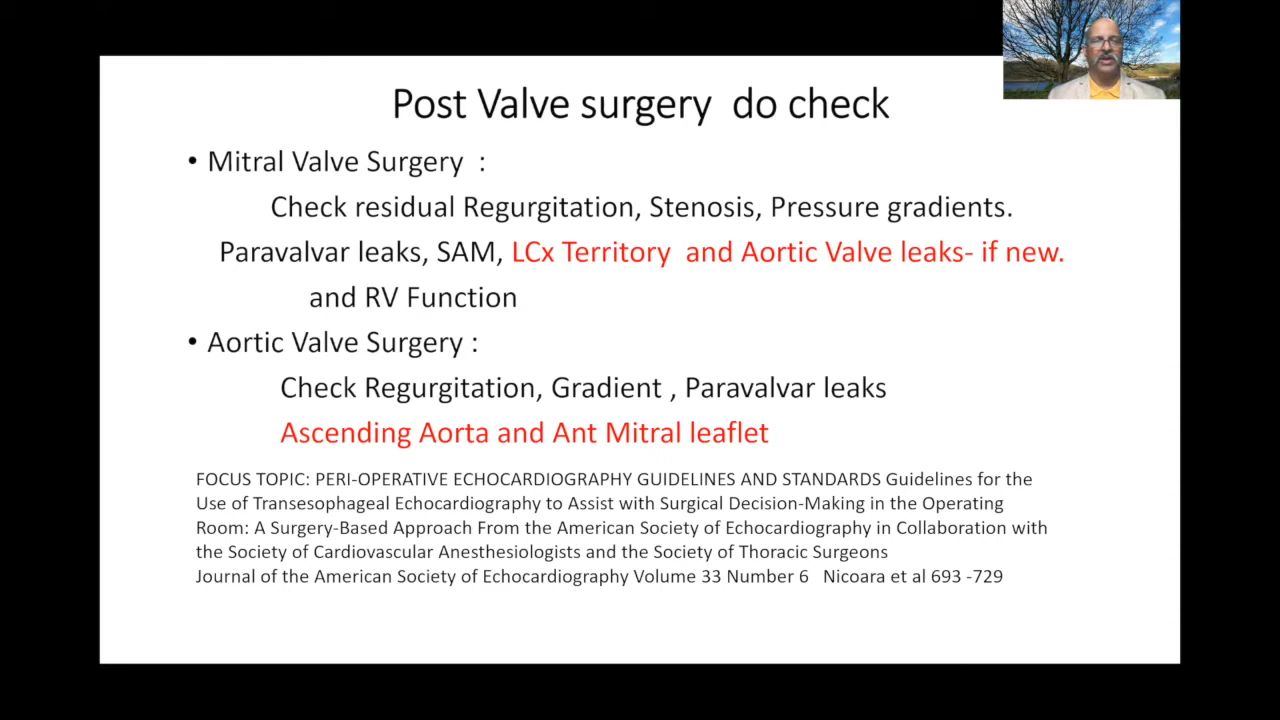 Post Valve surgery do check
• Mitral Valve Surgery :
Check residual Regurgitation, Stenosis, Pressure gradients.
Paravalvar leaks, SAM, LCx Territory and Aortic Valve leaks- if new.
and RV Function
• Aortic Valve Surgery :
Check Regurgitation, Gradient , Paravalvar leaks
Ascending Aorta and Ant Mitral leaflet
FOCUS TOPIC: PERI-OPERATIVE ECHOCARDIOGRAPHY GUIDELINES AND STANDARDS Guidelines for the
Use of Transesophageal Echocardiography to Assist with Surgical Decision-Making in the Operating
Room: A Surgery-Based Approach From the American Society of Echocardiography in Collaboration with
the Society of Cardiovascular Anesthesiologists and the Society of Thoracic Surgeons
Journal of the American Society of Echocardiography Volume 33 Number 6 Nicoara et al 693 -729